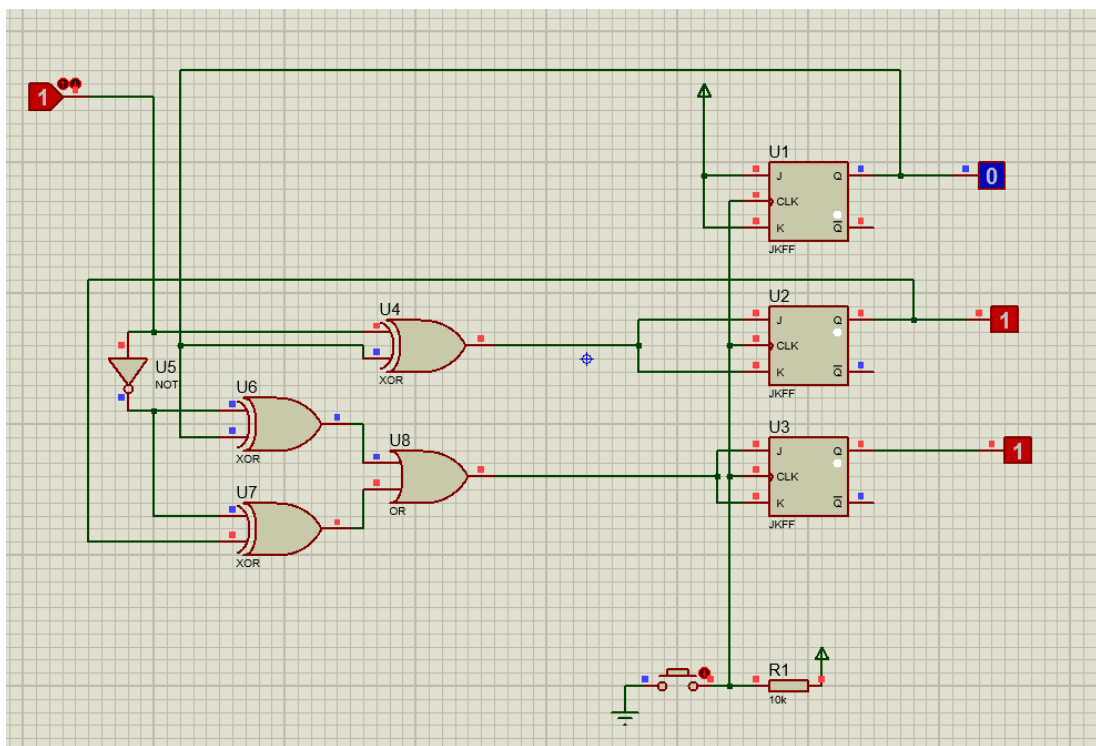 1
U1
J
Q
0
CLK
K
Q
JKFF
U2
U4
J
Q
1
CLK
U5
NOT
K
Q
XOR
JKFF
U6
U3
U8
J
Q
1
XOR
CLK
U7
K
Q
OR
JKFF
XOR
R1
10k